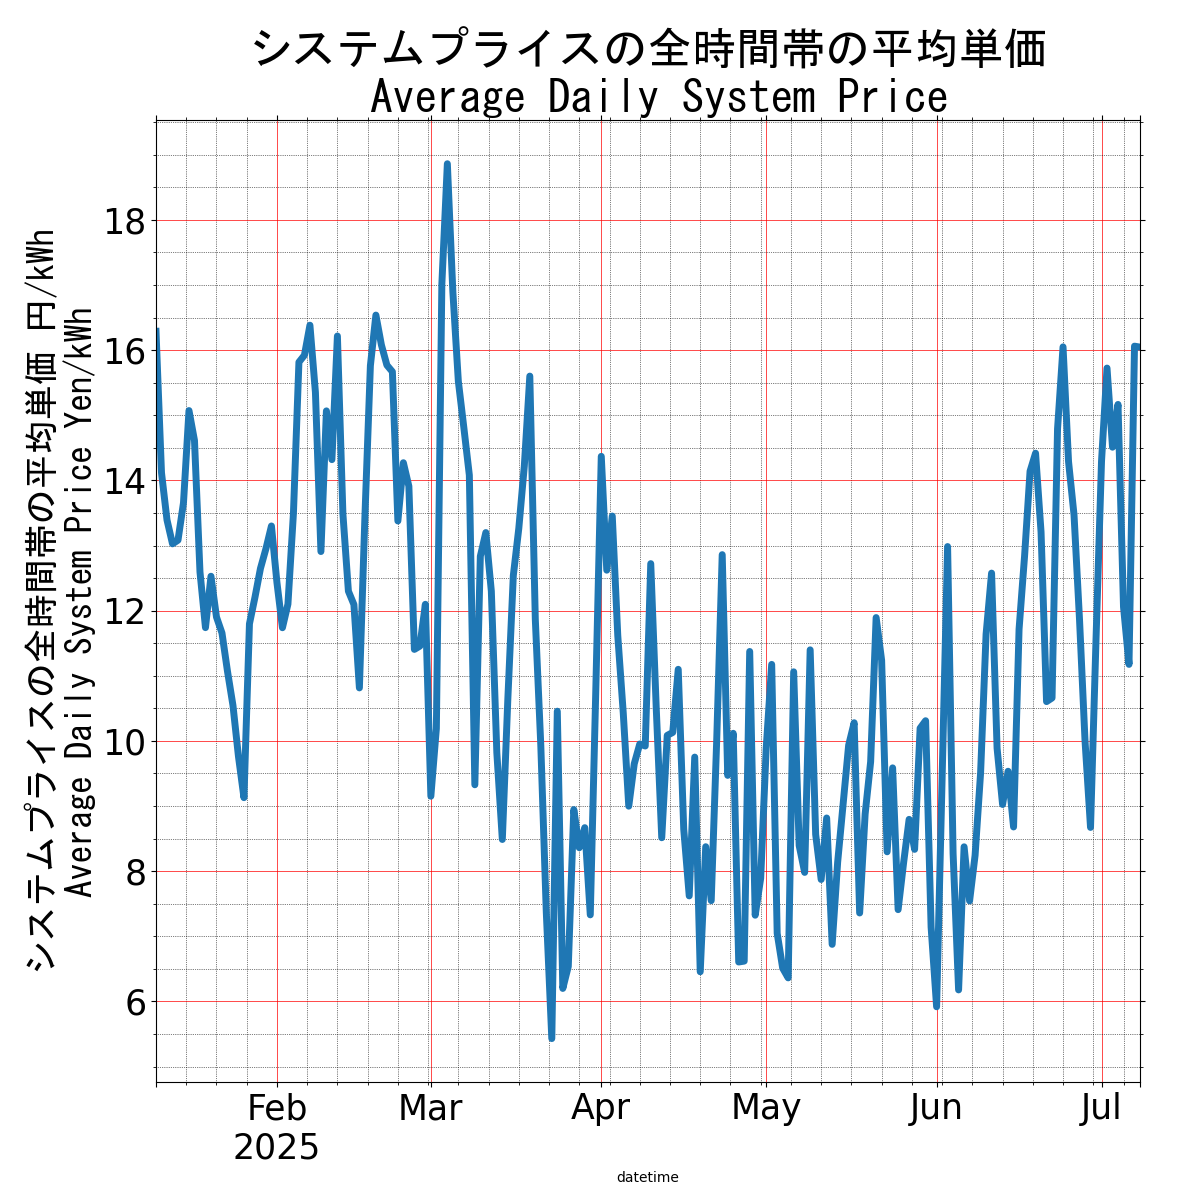 システムプライスの全時間帯の平均単価
Average Daily System Price
システムプライスの全時間帯の平均単価 円/kWh
Average Daily System Price Yen/kWh
18
16
14
12
10
8
6
Feb
2025
Mar
Apr
May
Jun
Jul
datetime